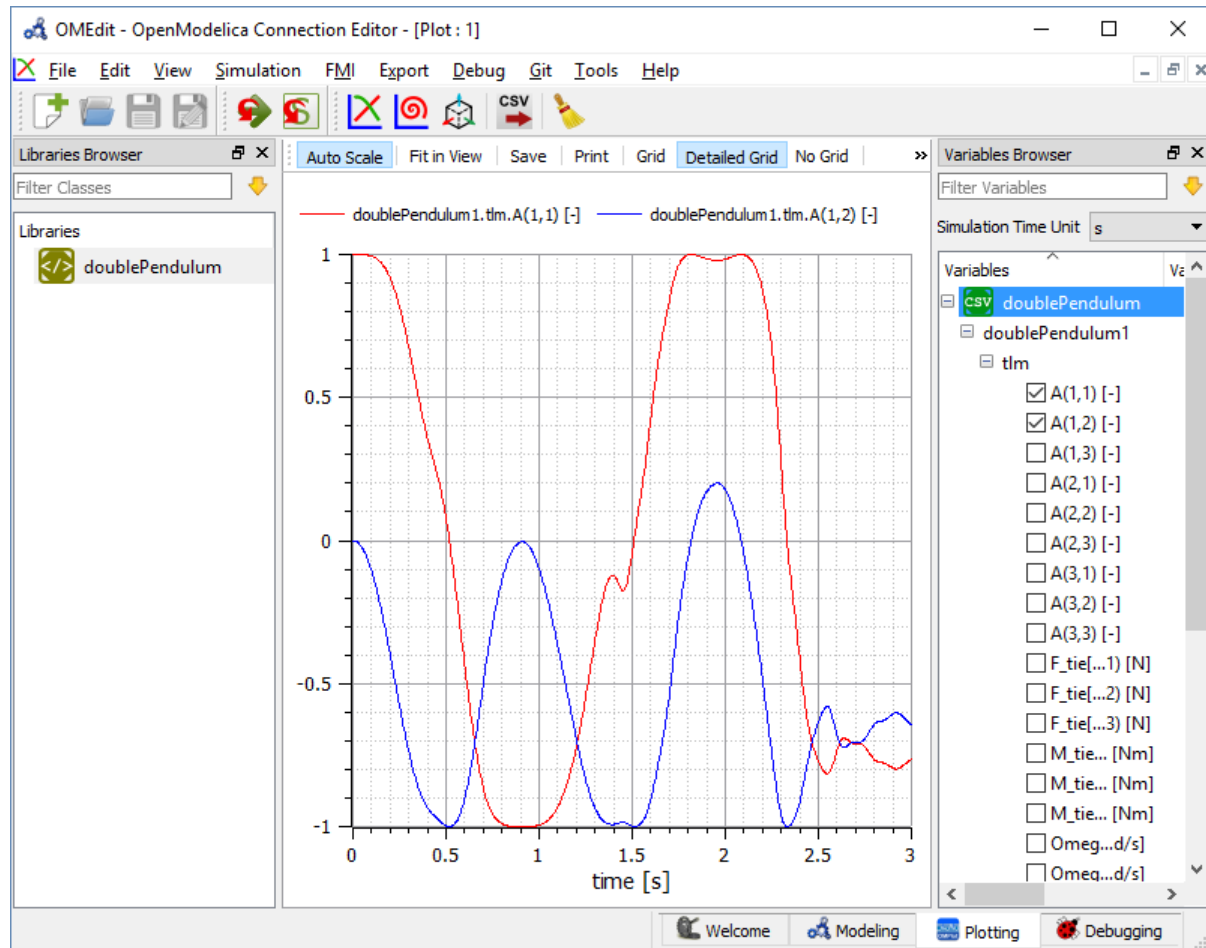 OMEdit - OpenModelica Connection Editor - [Plot : 1]
File Edit View Simulation FMI Export Debug Git Tools Help
CSV
Libraries Browser
Filter Classes
Libraries
doublePendulum
Auto Scale Fit in View Save Print Grid Detailed Grid No Grid »
doublePendulum1.tlm.A(1,1) [-] doublePendulum1.tlm.A(1,2) [-]
1
0.5
0
-0.5
-1
0 0.5 1 1.5 2 2.5 3
time [s]
Variables Browser
Filter Variables
Simulation Time Unit s
Variables Va
CSV doublePendulum
doublePendulum1
tlm
A(1,1) [-]
A(1,2) [-]
A(1,3) [-]
A(2,1) [-]
A(2,2) [-]
A(2,3) [-]
A(3,1) [-]
A(3,2) [-]
A(3,3) [-]
F_tie[...1) [N]
F_tie[...2) [N]
F_tie[...3) [N]
M_tie... [Nm]
M_tie... [Nm]
M_tie... [Nm]
Omeg...d/s]
Omeg...d/s]
Welcome Modeling Plotting Debugging